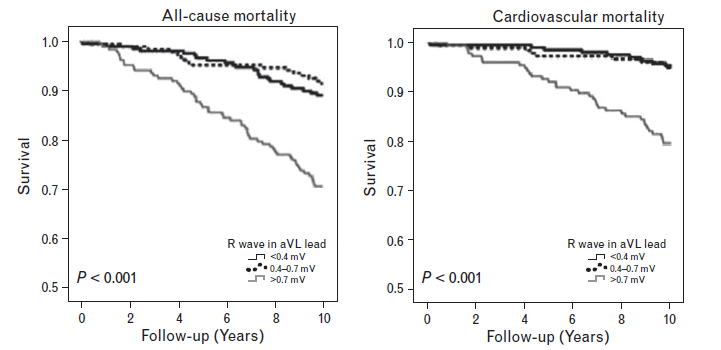 All-cause mortality
Survival
1.0
0.9
0.8
0.7
0.6
0.5
R wave in aVL lead
<0.4 mV
0.4–0.7 mV
>0.7 mV
P < 0.001
0 2 4 6 8 10
Follow-up (Years)
Cardiovascular mortality
Survival
1.0
0.9
0.8
0.7
0.6
0.5
R wave in aVL lead
<0.4 mV
0.4–0.7 mV
>0.7 mV
P < 0.001
0 2 4 6 8 10
Follow-up (Years)